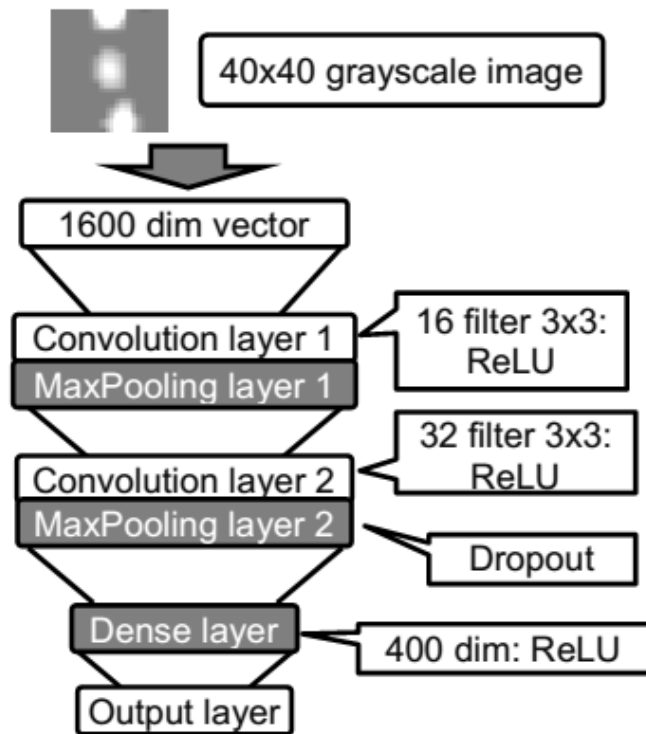 40x40 grayscale image
1600 dim vector
Convolution layer 1
16 filter 3x3:
ReLU
MaxPooling layer 1
Convolution layer 2
32 filter 3x3:
ReLU
MaxPooling layer 2
Dropout
Dense layer
400 dim: ReLU
Output layer